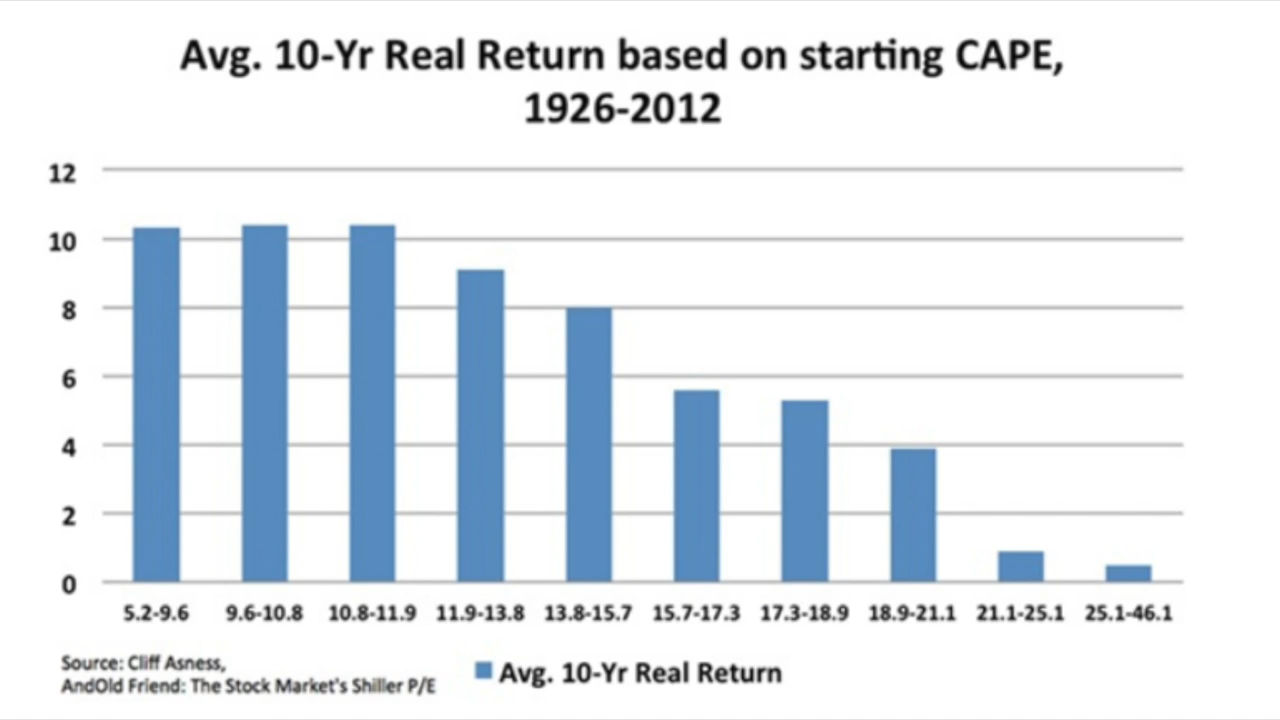 Avg. 10-Yr Real Return based on starting CAPE,
1926-2012
12
10
8
6
4
2
0
5.2-9.6 9.6-10.8 10.8-11.9 11.9-13.8 13.8-15.7 15.7-17.3 17.3-18.9 18.9-21.1 21.1-25.1 25.1-46.1
Source: Cliff Asness,
AndOld Friend: The Stock Market's Shiller P/E
Avg. 10-Yr Real Return